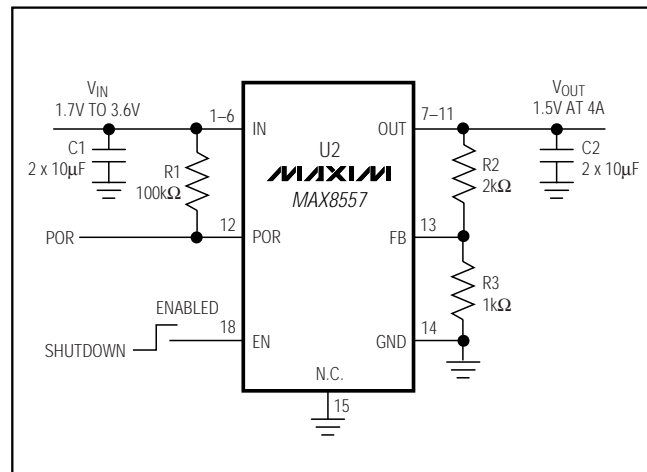 VIN
1.7V TO 3.6V
C1
2 x 10µF
R1
100kΩ
POR
SHUTDOWN
ENABLED
1–6
IN
12
POR
18
EN
U2
MAXIM
MAX8557
N.C.
15
OUT
7–11
FB
13
GND
14
VOUT
1.5V AT 4A
R2
2kΩ
R3
1kΩ
C2
2 x 10µF